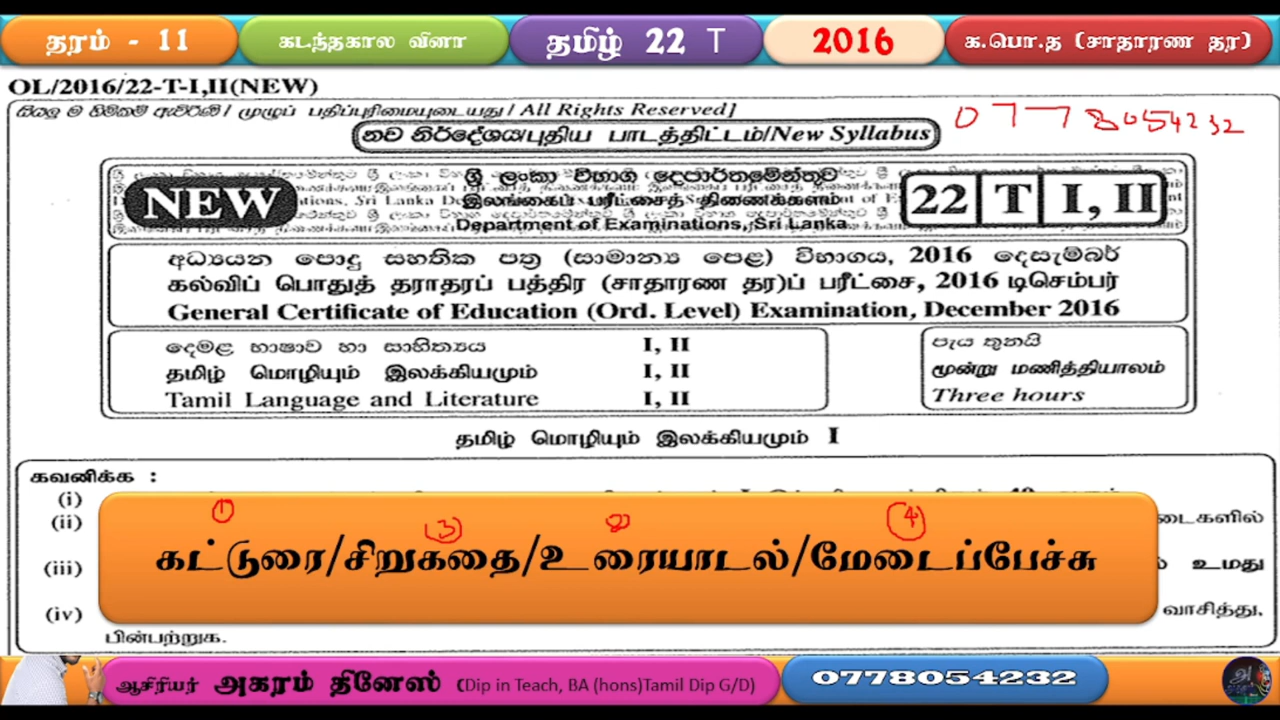 தரம் - 11
கடந்தகால வினா
தமிழ் 22 T
2016
க.பொ.த (சாதாரண தர)
OL/2016/22-T-I,II(NEW)
සියලු ම හිමිකම් ඇවිරිණි / முழுப் பதிப்புரிமையுடையது / All Rights Reserved]
0778054232
නව නිර්දේශය/புதிய பாடத்திட்டம்/New Syllabus
NEW
ශ්‍රී ලංකා විභාග දෙපාර්තමේන්තුව
இலங்கைப் பரீட்சைத் திணைக்களம்
Department of Examinations, Sri Lanka
22 T I, II
අධ්‍යයන පොදු සහතික පත්‍ර (සාමාන්‍ය පෙළ) විභාගය, 2016 දෙසැම්බර්
கல்விப் பொதுத் தராதரப் பத்திர (சாதாரண தர)ப் பரீட்சை, 2016 டிசெம்பர்
General Certificate of Education (Ord. Level) Examination, December 2016
දෙමළ භාෂාව හා සාහිත්‍යය I, II
தமிழ் மொழியும் இலக்கியமும் I, II
Tamil Language and Literature I, II
පැය තුනයි
மூன்று மணித்தியாலம்
Three hours
தமிழ் மொழியும் இலக்கியமும் I
கவனிக்க :
(i)
(ii)
(iii) உமது
(iv) வாசித்து,
பின்பற்றுக.
1 3 2 4
கட்டுரை/சிறுகதை/உரையாடல்/மேடைப்பேச்சு
ஆசிரியர் அகரம் தினேஸ் (Dip in Teach, BA (hons)Tamil Dip G/D)
0778054232